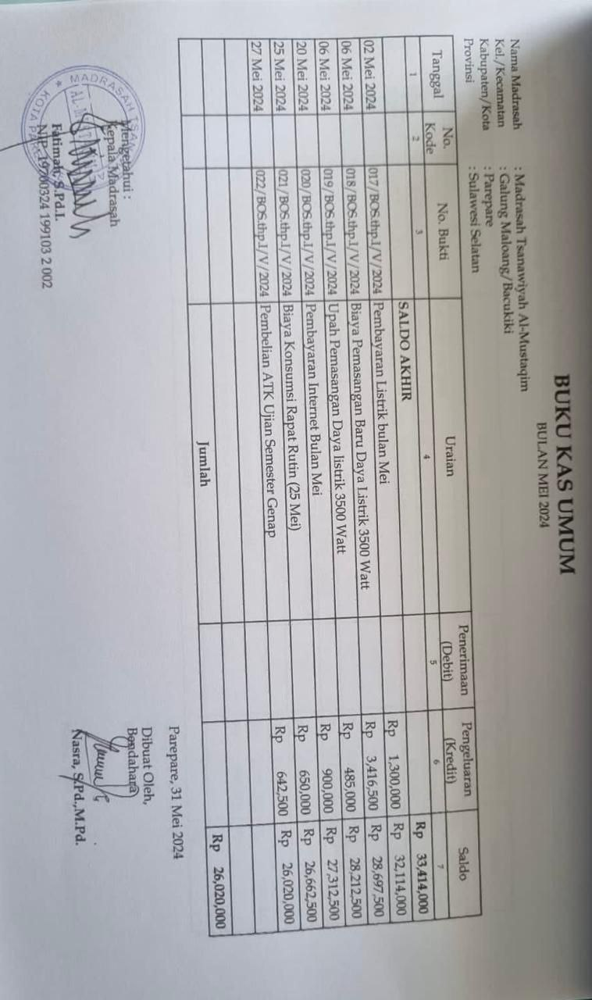 BUKU KAS UMUM
BULAN MEI 2024
Nama Madrasah : Madrasah Tsanawiyah Al-Mustaqim
Kel./Kecamatan : Galung Maloang/Bacukiki
Kabupaten/Kota : Parepare
Provinsi : Sulawesi Selatan
Tanggal No. Kode No. Bukti Uraian Penerimaan (Debit) Pengeluaran (Kredit) Saldo
1 2 3 4 5 6 7
SALDO AKHIR Rp 33,414,000
02 Mei 2024 017/BOS.thp.I/V/2024 Pembayaran Listrik bulan Mei Rp 1,300,000 Rp 32,114,000
06 Mei 2024 018/BOS.thp.I/V/2024 Biaya Pemasangan Baru Daya Listrik 3500 Watt Rp 3,416,500 Rp 28,697,500
06 Mei 2024 019/BOS.thp.I/V/2024 Upah Pemasangan Daya listrik 3500 Watt Rp 485,000 Rp 28,212,500
20 Mei 2024 020/BOS.thp.I/V/2024 Pembayaran Internet Bulan Mei Rp 900,000 Rp 27,312,500
25 Mei 2024 021/BOS.thp.I/V/2024 Biaya Konsumsi Rapat Rutin (25 Mei) Rp 650,000 Rp 26,662,500
27 Mei 2024 022/BOS.thp.I/V/2024 Pembelian ATK Ujian Semester Genap Rp 642,500 Rp 26,020,000
Jumlah Rp 26,020,000
Parepare, 31 Mei 2024
Mengetahui :
Kepala Madrasah
Dibuat Oleh,
Bendahara
MADRASAH TSAN
KOTA PAR
Fatimah, S.Pd.I.
NIP. 19700324 199103 2 002
Nasra, S.Pd.,M.Pd.